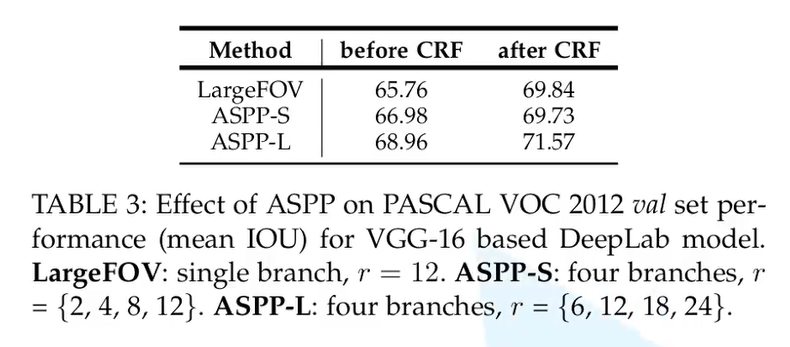 Method before CRF after CRF
LargeFOV 65.76 69.84
ASPP-S 66.98 69.73
ASPP-L 68.96 71.57
TABLE 3: Effect of ASPP on PASCAL VOC 2012 val set per-
formance (mean IOU) for VGG-16 based DeepLab model.
LargeFOV: single branch, r = 12. ASPP-S: four branches, r
= {2, 4, 8, 12}. ASPP-L: four branches, r = {6, 12, 18, 24}.